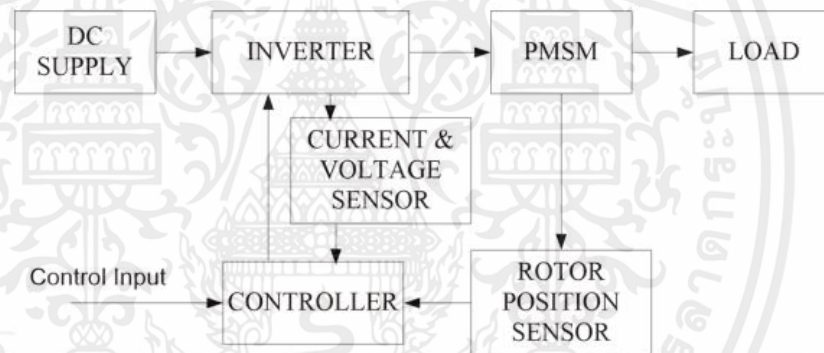 DC
SUPPLY
INVERTER
PMSM
LOAD
CURRENT &
VOLTAGE
SENSOR
Control Input
CONTROLLER
ROTOR
POSITION
SENSOR